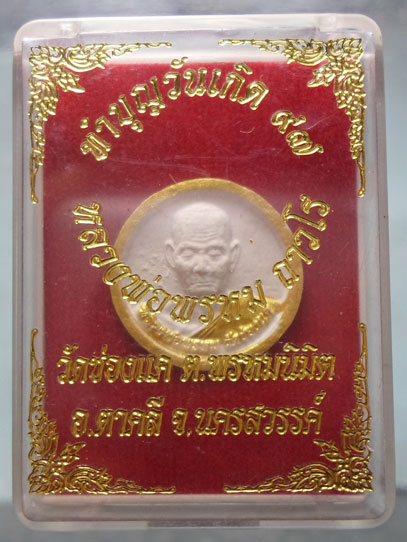 ทำบุญวันเกิด ๙๗
หลวงพ่อพรหม ถาวโร
วัดช่องแค ต.พรหมนิมิต
อ.ตาคลี จ.นครสวรรค์